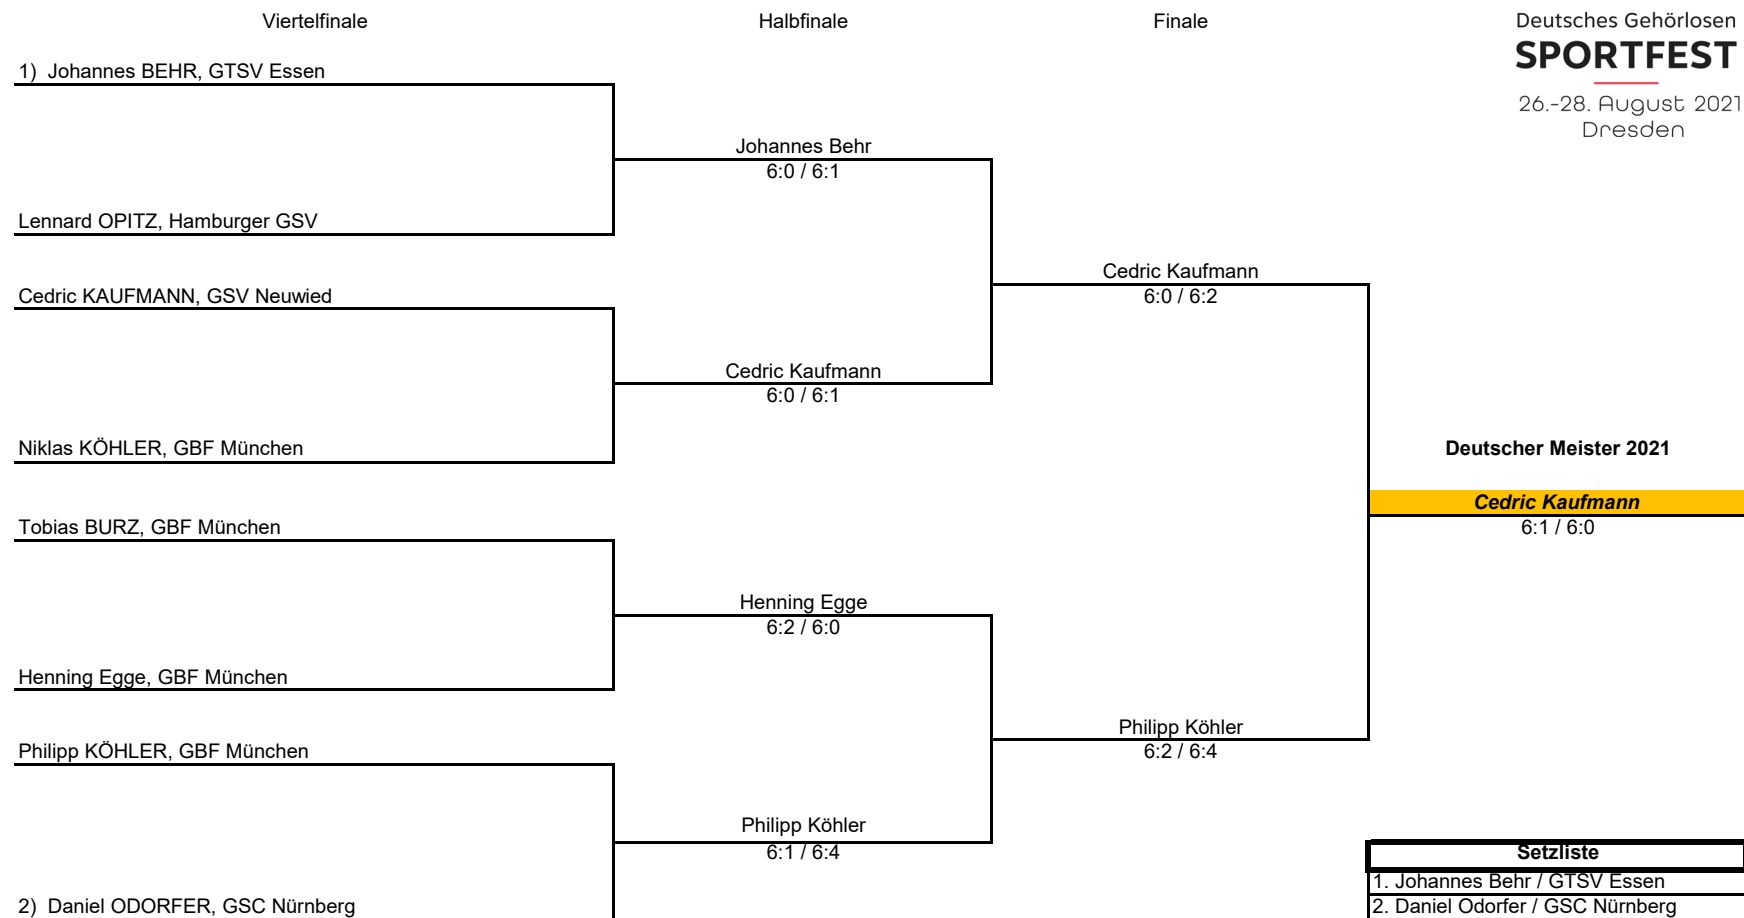 Viertelfinale
Halbfinale
Finale
Deutsches Gehörlosen
SPORTFEST
26.-28. August 2021
Dresden
1) Johannes BEHR, GTSV Essen
Johannes Behr
6:0 / 6:1
Lennard OPITZ, Hamburger GSV
Cedric Kaufmann
6:0 / 6:2
Cedric KAUFMANN, GSV Neuwied
Cedric Kaufmann
6:0 / 6:1
Niklas KÖHLER, GBF München
Deutscher Meister 2021
Cedric Kaufmann
6:1 / 6:0
Tobias BURZ, GBF München
Henning Egge
6:2 / 6:0
Henning Egge, GBF München
Philipp Köhler
6:2 / 6:4
Philipp KÖHLER, GBF München
Philipp Köhler
6:1 / 6:4
Setzliste
1. Johannes Behr / GTSV Essen
2. Daniel Odorfer / GSC Nürnberg
2) Daniel ODORFER, GSC Nürnberg